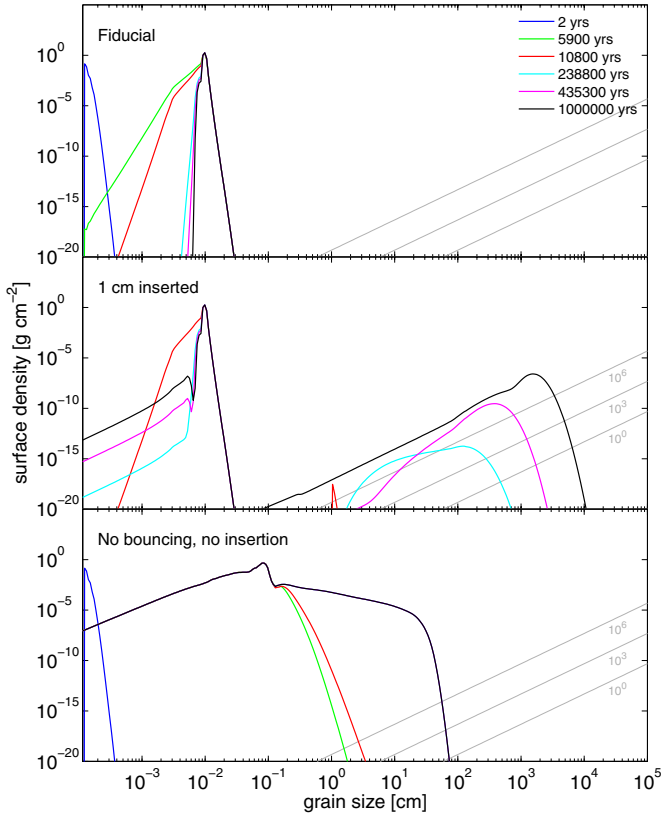 Fiducial
2 yrs
5900 yrs
10800 yrs
238800 yrs
435300 yrs
1000000 yrs
10^0
10^-5
10^-10
10^-15
10^-20
1 cm inserted
10^0
10^-5
10^-10
10^-15
10^-20
10^6
10^3
10^0
surface density [g cm^-2]
No bouncing, no insertion
10^0
10^-5
10^-10
10^-15
10^-20
10^6
10^3
10^0
10^-3 10^-2 10^-1 10^0 10^1 10^2 10^3 10^4 10^5
grain size [cm]